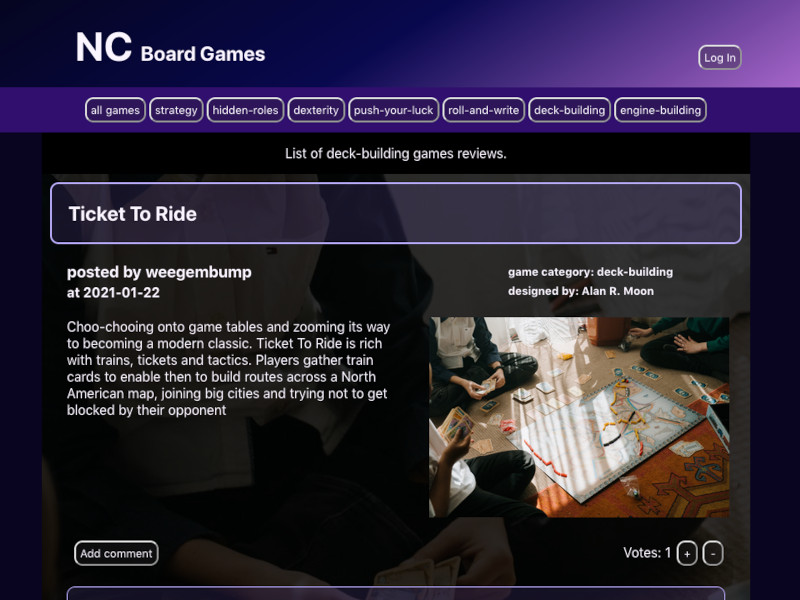 NC Board Games
Log In
all games
strategy
hidden-roles
dexterity
push-your-luck
roll-and-write
deck-building
engine-building
List of deck-building games reviews.
Ticket To Ride
posted by weegembump
at 2021-01-22
game category: deck-building
designed by: Alan R. Moon
Choo-chooing onto game tables and zooming its way
to becoming a modern classic. Ticket To Ride is rich
with trains, tickets and tactics. Players gather train
cards to enable then to build routes across a North
American map, joining big cities and trying not to get
blocked by their opponent
Add comment
Votes: 1 + -